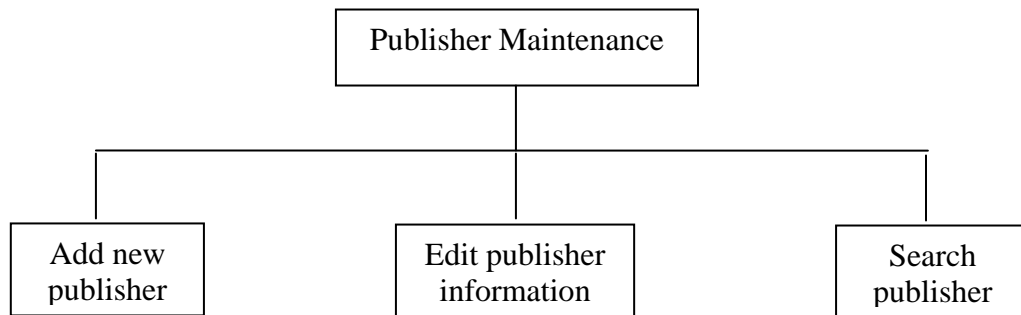 Publisher Maintenance
Add new
publisher
Edit publisher
information
Search
publisher